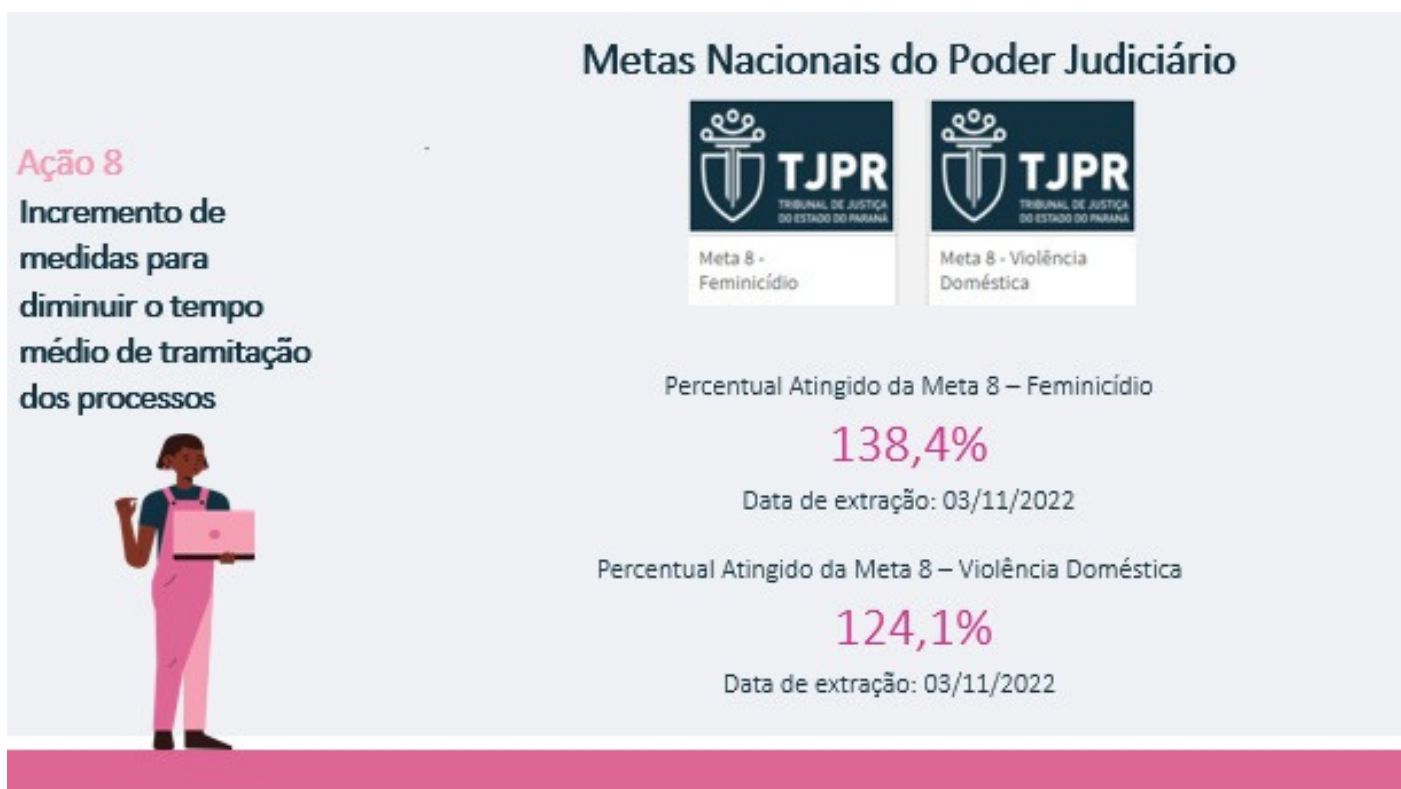 Metas Nacionais do Poder Judiciário
TJPR
TRIBUNAL DE JUSTIÇA
DO ESTADO DO PARANÁ
Meta 8 -
Feminicídio
TJPR
TRIBUNAL DE JUSTIÇA
DO ESTADO DO PARANÁ
Meta 8 - Violência
Doméstica
Ação 8
Incremento de
medidas para
diminuir o tempo
médio de tramitação
dos processos
Percentual Atingido da Meta 8 – Feminicídio
138,4%
Data de extração: 03/11/2022
Percentual Atingido da Meta 8 – Violência Doméstica
124,1%
Data de extração: 03/11/2022